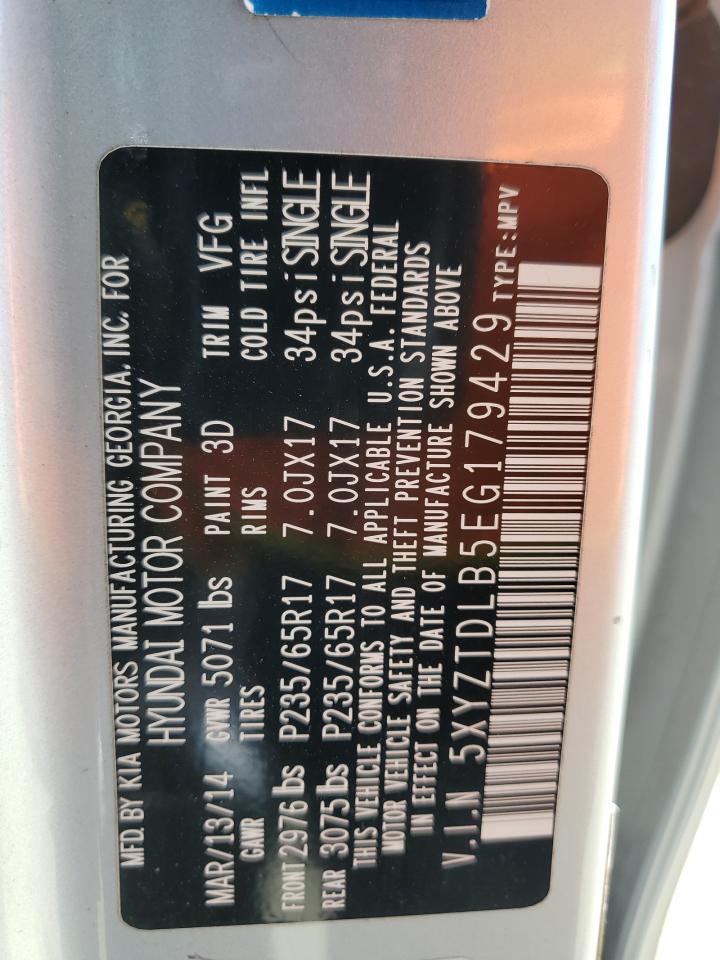 MFD. BY KIA MOTORS MANUFACTURING GEORGIA, INC. FOR
HYUNDAI MOTOR COMPANY
MAR/13/14 GVWR 5071 lbs PAINT 3D TRIM VFG
GAWR TIRES RIMS COLD TIRE INFL
FRONT 2976 lbs P235/65R17 7.0JX17 34psi SINGLE
REAR 3075 lbs P235/65R17 7.0JX17 34psi SINGLE
THIS VEHICLE CONFORMS TO ALL APPLICABLE U.S.A. FEDERAL
MOTOR VEHICLE SAFETY AND THEFT PREVENTION STANDARDS
IN EFFECT ON THE DATE OF MANUFACTURE SHOWN ABOVE
V.I.N 5XYZTDLB5EG179429 TYPE:MPV